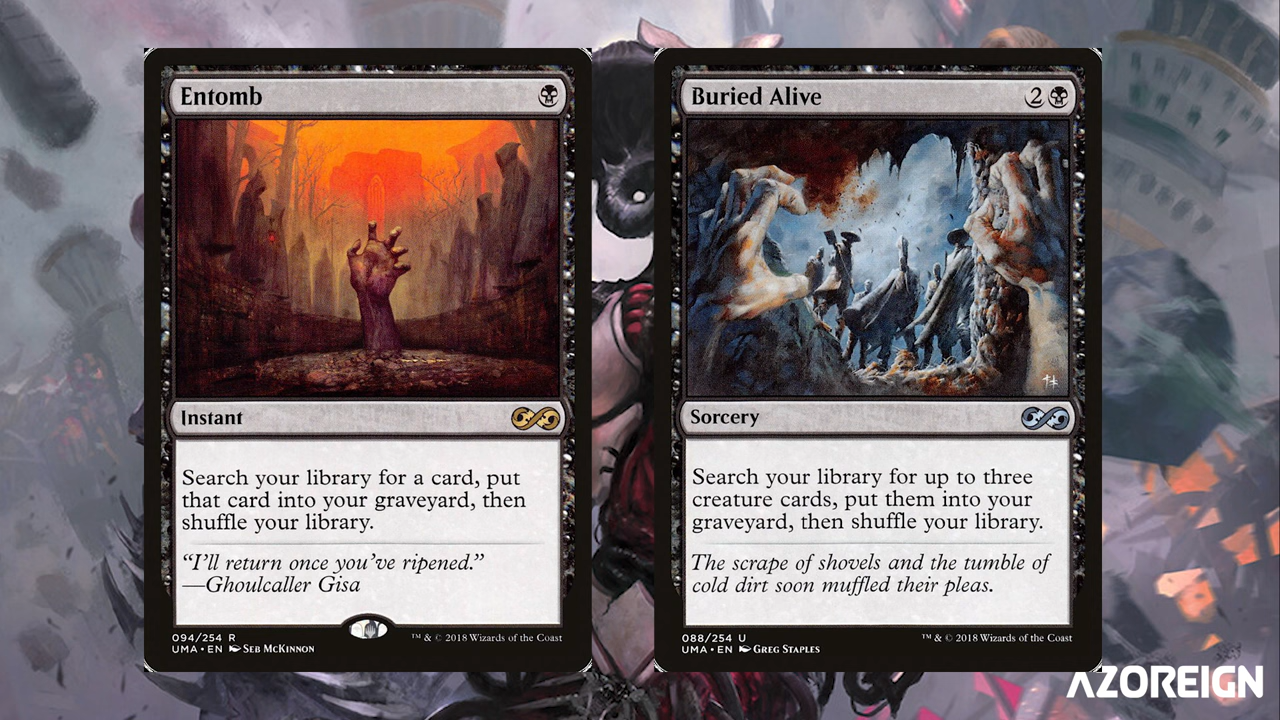 Entomb
Instant
Search your library for a card, put
that card into your graveyard, then
shuffle your library.
“I’ll return once you’ve ripened.”
—Ghoulcaller Gisa
094/254 R
UMA • EN Seb McKinnon
™ & © 2018 Wizards of the Coast
Buried Alive
2
Sorcery
Search your library for up to three
creature cards, put them into your
graveyard, then shuffle your library.
The scrape of shovels and the tumble of
cold dirt soon muffled their pleas.
088/254 U
UMA • EN Greg Staples
™ & © 2018 Wizards of the Coast
AZOREIGN